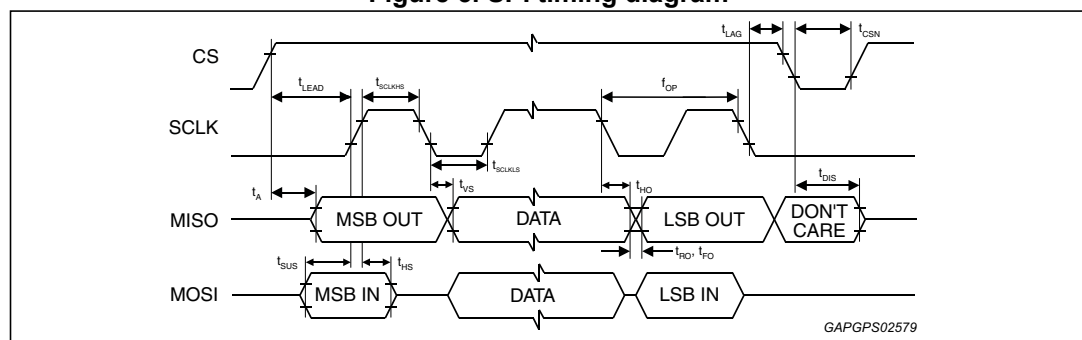 Figure 3. SPI timing diagram
CS
tLAG
tCSN
tLEAD
tSCLKHS
fOP
SCLK
tSCLKLS
tA
tVS
tHO
tDIS
MISO
MSB OUT
DATA
LSB OUT
DON'T
CARE
tRO, tFO
tSUS
tHS
MOSI
MSB IN
DATA
LSB IN
GAPGPS02579